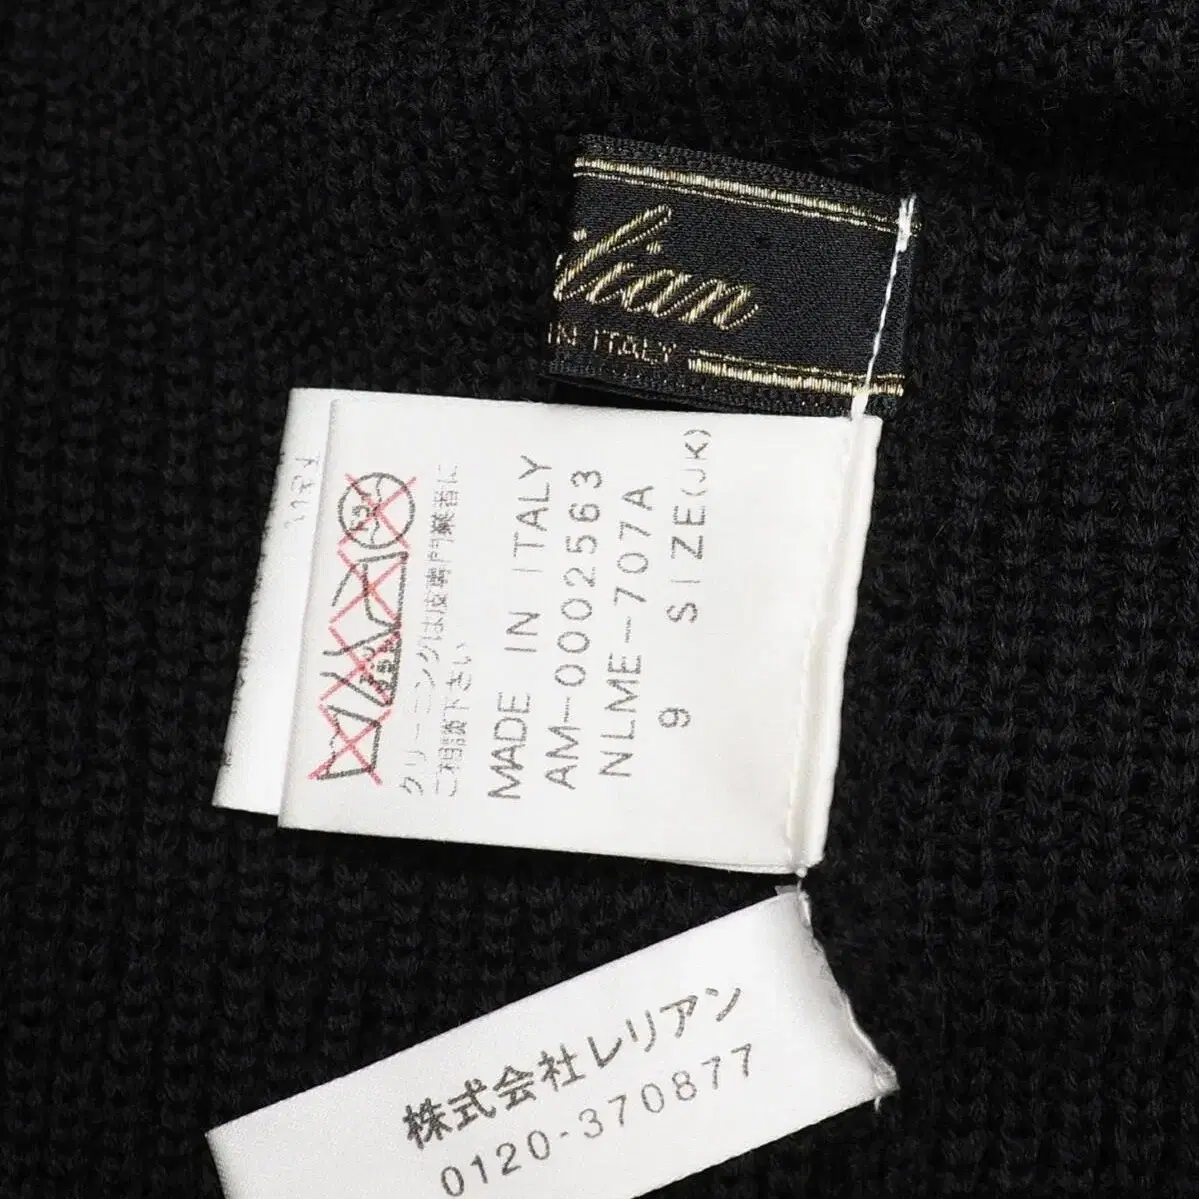 lian
IN ITALY
SIZE(JK)
9
NLME-707A
AM-000263
MADE IN ITALY
クリーニングは皮専門業者に
ご相談下さい
株式会社レリアン
0120-370877